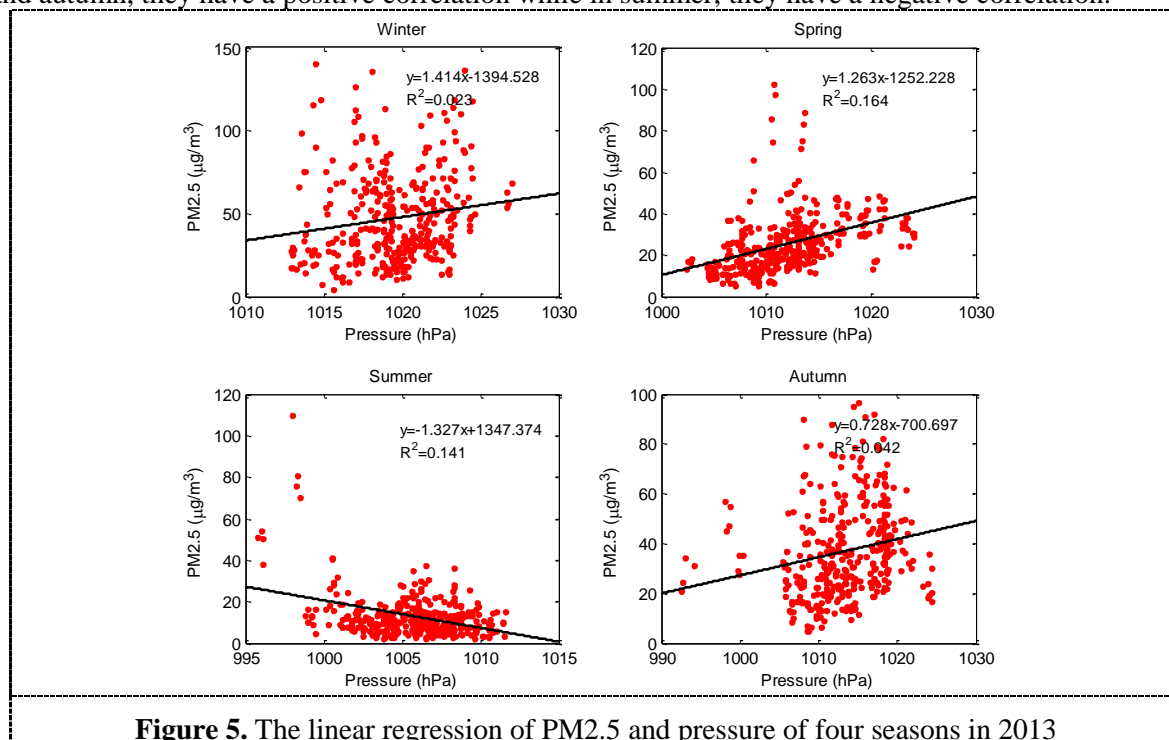 and autumn, they have a positive correlation while in summer, they have a negative correlation.
Winter
150
100
50
0
PM2.5 (μg/m³)
y=1.414x-1394.528
R²=0.023
1010 1015 1020 1025 1030
Pressure (hPa)
Spring
120
100
80
60
40
20
0
PM2.5 (μg/m³)
y=1.263x-1252.228
R²=0.164
1000 1010 1020 1030
Pressure (hPa)
Summer
120
100
80
60
40
20
0
PM2.5 (μg/m³)
y=-1.327x+1347.374
R²=0.141
995 1000 1005 1010 1015
Pressure (hPa)
Autumn
100
80
60
40
20
0
PM2.5 (μg/m³)
y=0.728x-700.697
R²=0.042
990 1000 1010 1020 1030
Pressure (hPa)
Figure 5. The linear regression of PM2.5 and pressure of four seasons in 2013